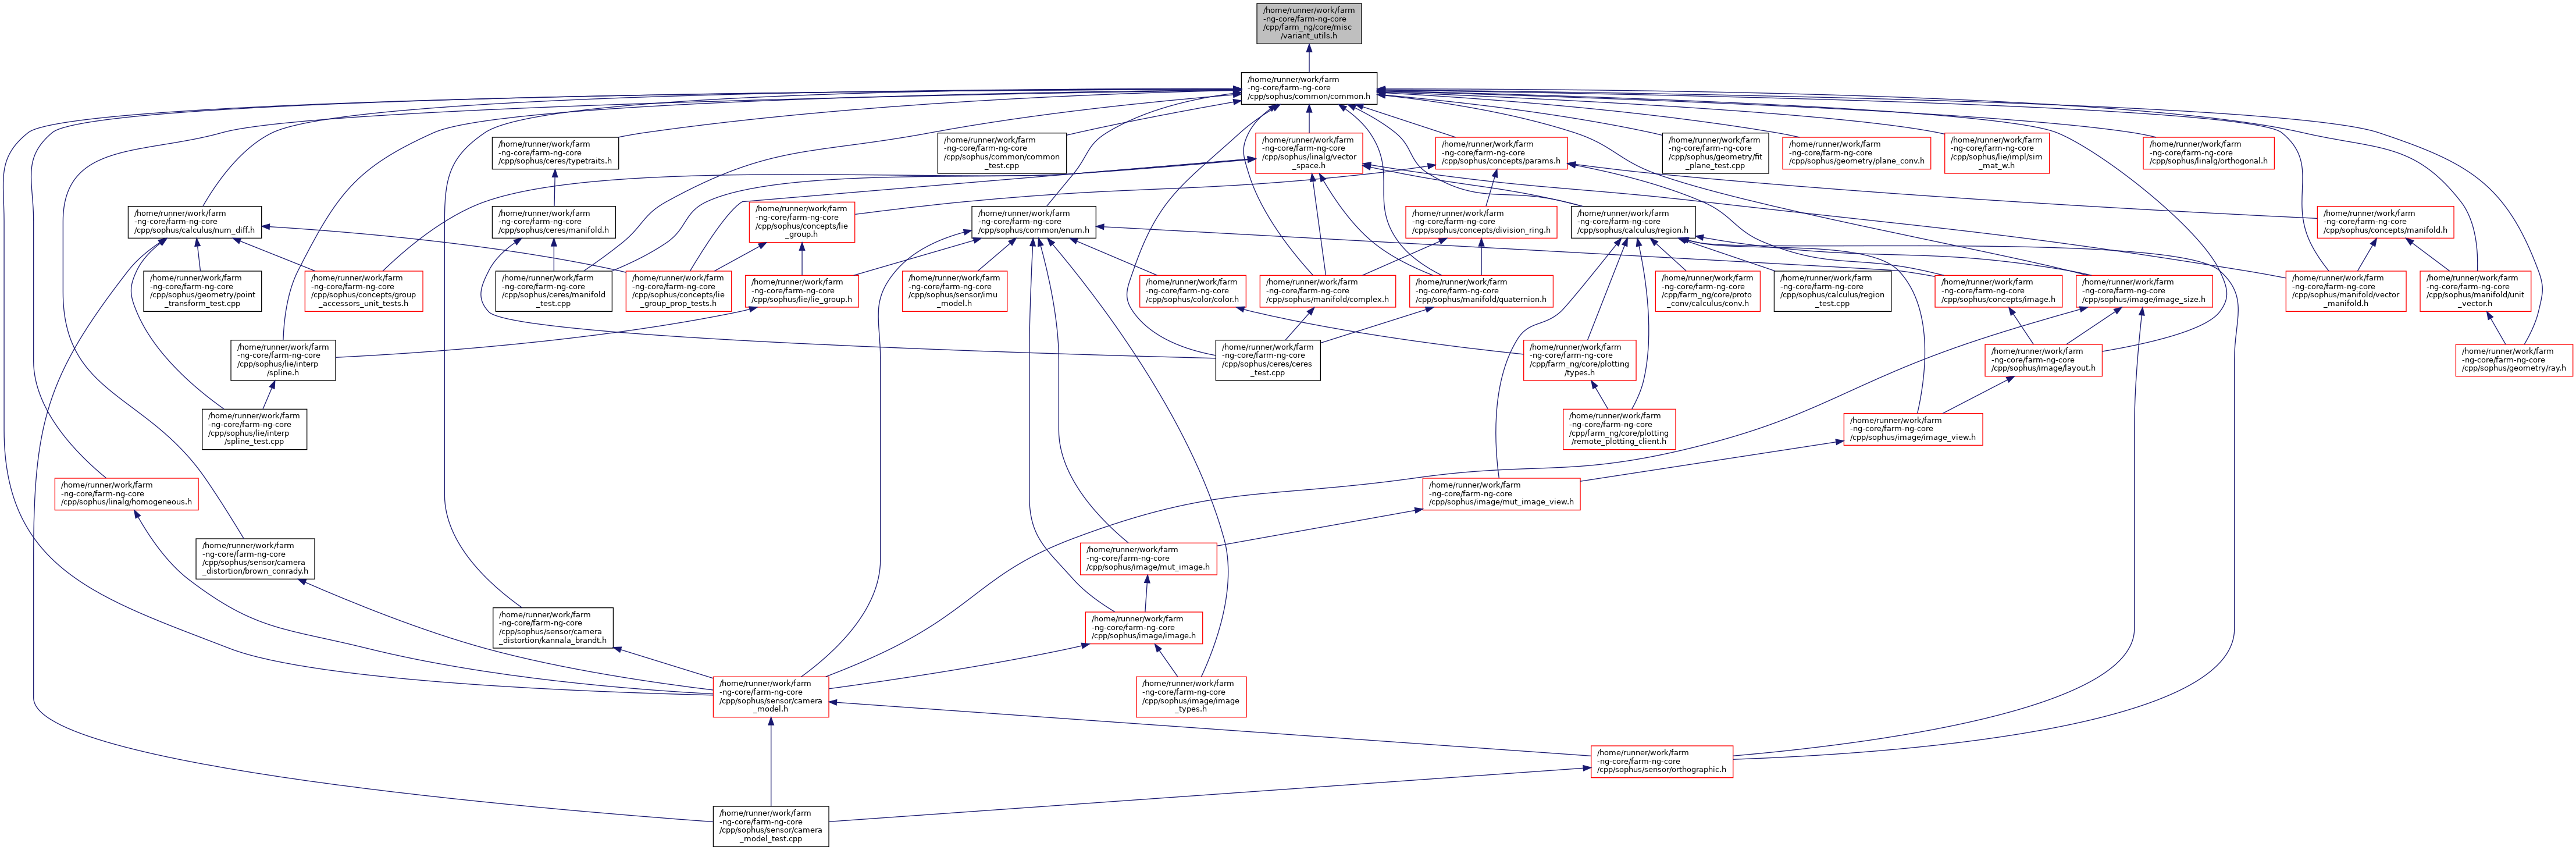 /home/runner/work/farm
-ng-core/farm-ng-core
/cpp/farm_ng/core/misc
/variant_utils.h
/home/runner/work/farm
-ng-core/farm-ng-core
/cpp/sophus/common/common.h
/home/runner/work/farm
-ng-core/farm-ng-core
/cpp/sophus/ceres/typetraits.h
/home/runner/work/farm
-ng-core/farm-ng-core
/cpp/sophus/common/common
_test.cpp
/home/runner/work/farm
-ng-core/farm-ng-core
/cpp/sophus/linalg/vector
_space.h
/home/runner/work/farm
-ng-core/farm-ng-core
/cpp/sophus/concepts/params.h
/home/runner/work/farm
-ng-core/farm-ng-core
/cpp/sophus/geometry/fit
_plane_test.cpp
/home/runner/work/farm
-ng-core/farm-ng-core
/cpp/sophus/geometry/plane_conv.h
/home/runner/work/farm
-ng-core/farm-ng-core
/cpp/sophus/lie/impl/sim
_mat_w.h
/home/runner/work/farm
-ng-core/farm-ng-core
/cpp/sophus/linalg/orthogonal.h
/home/runner/work/farm
-ng-core/farm-ng-core
/cpp/sophus/calculus/num_diff.h
/home/runner/work/farm
-ng-core/farm-ng-core
/cpp/sophus/ceres/manifold.h
/home/runner/work/farm
-ng-core/farm-ng-core
/cpp/sophus/concepts/lie
_group.h
/home/runner/work/farm
-ng-core/farm-ng-core
/cpp/sophus/common/enum.h
/home/runner/work/farm
-ng-core/farm-ng-core
/cpp/sophus/concepts/division_ring.h
/home/runner/work/farm
-ng-core/farm-ng-core
/cpp/sophus/calculus/region.h
/home/runner/work/farm
-ng-core/farm-ng-core
/cpp/sophus/concepts/manifold.h
/home/runner/work/farm
-ng-core/farm-ng-core
/cpp/sophus/geometry/point
_transform_test.cpp
/home/runner/work/farm
-ng-core/farm-ng-core
/cpp/sophus/concepts/group
_accessors_unit_tests.h
/home/runner/work/farm
-ng-core/farm-ng-core
/cpp/sophus/ceres/manifold
_test.cpp
/home/runner/work/farm
-ng-core/farm-ng-core
/cpp/sophus/concepts/lie
_group_prop_tests.h
/home/runner/work/farm
-ng-core/farm-ng-core
/cpp/sophus/lie/lie_group.h
/home/runner/work/farm
-ng-core/farm-ng-core
/cpp/sophus/sensor/imu
_model.h
/home/runner/work/farm
-ng-core/farm-ng-core
/cpp/sophus/color/color.h
/home/runner/work/farm
-ng-core/farm-ng-core
/cpp/sophus/manifold/complex.h
/home/runner/work/farm
-ng-core/farm-ng-core
/cpp/sophus/manifold/quaternion.h
/home/runner/work/farm
-ng-core/farm-ng-core
/cpp/farm_ng/core/proto
_conv/calculus/conv.h
/home/runner/work/farm
-ng-core/farm-ng-core
/cpp/sophus/calculus/region
_test.cpp
/home/runner/work/farm
-ng-core/farm-ng-core
/cpp/sophus/concepts/image.h
/home/runner/work/farm
-ng-core/farm-ng-core
/cpp/sophus/image/image_size.h
/home/runner/work/farm
-ng-core/farm-ng-core
/cpp/sophus/manifold/vector
_manifold.h
/home/runner/work/farm
-ng-core/farm-ng-core
/cpp/sophus/manifold/unit
_vector.h
/home/runner/work/farm
-ng-core/farm-ng-core
/cpp/sophus/lie/interp
/spline.h
/home/runner/work/farm
-ng-core/farm-ng-core
/cpp/sophus/ceres/ceres
_test.cpp
/home/runner/work/farm
-ng-core/farm-ng-core
/cpp/farm_ng/core/plotting
/types.h
/home/runner/work/farm
-ng-core/farm-ng-core
/cpp/sophus/image/layout.h
/home/runner/work/farm
-ng-core/farm-ng-core
/cpp/sophus/geometry/ray.h
/home/runner/work/farm
-ng-core/farm-ng-core
/cpp/sophus/lie/interp
/spline_test.cpp
/home/runner/work/farm
-ng-core/farm-ng-core
/cpp/farm_ng/core/plotting
/remote_plotting_client.h
/home/runner/work/farm
-ng-core/farm-ng-core
/cpp/sophus/image/image_view.h
/home/runner/work/farm
-ng-core/farm-ng-core
/cpp/sophus/linalg/homogeneous.h
/home/runner/work/farm
-ng-core/farm-ng-core
/cpp/sophus/image/mut_image_view.h
/home/runner/work/farm
-ng-core/farm-ng-core
/cpp/sophus/sensor/camera
_distortion/brown_conrady.h
/home/runner/work/farm
-ng-core/farm-ng-core
/cpp/sophus/image/mut_image.h
/home/runner/work/farm
-ng-core/farm-ng-core
/cpp/sophus/sensor/camera
_distortion/kannala_brandt.h
/home/runner/work/farm
-ng-core/farm-ng-core
/cpp/sophus/image/image.h
/home/runner/work/farm
-ng-core/farm-ng-core
/cpp/sophus/sensor/camera
_model.h
/home/runner/work/farm
-ng-core/farm-ng-core
/cpp/sophus/image/image
_types.h
/home/runner/work/farm
-ng-core/farm-ng-core
/cpp/sophus/sensor/orthographic.h
/home/runner/work/farm
-ng-core/farm-ng-core
/cpp/sophus/sensor/camera
_model_test.cpp